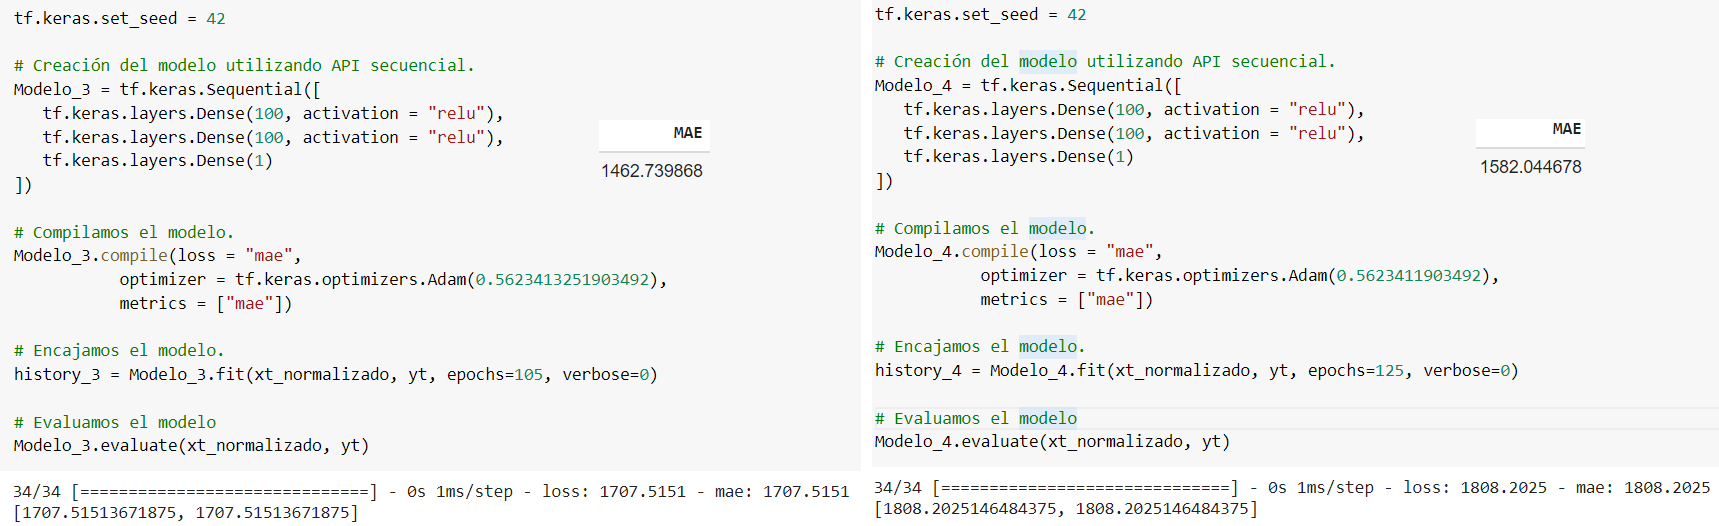 tf.keras.set_seed = 42
# Creación del modelo utilizando API secuencial.
Modelo_3 = tf.keras.Sequential([
tf.keras.layers.Dense(100, activation = "relu"),
tf.keras.layers.Dense(100, activation = "relu"),
tf.keras.layers.Dense(1)
])
MAE
1462.739868
# Compilamos el modelo.
Modelo_3.compile(loss = "mae",
optimizer = tf.keras.optimizers.Adam(0.5623413251903492),
metrics = ["mae"])
# Encajamos el modelo.
history_3 = Modelo_3.fit(xt_normalizado, yt, epochs=105, verbose=0)
# Evaluamos el modelo
Modelo_3.evaluate(xt_normalizado, yt)
34/34 [==============================] - 0s 1ms/step - loss: 1707.5151 - mae: 1707.5151
[1707.51513671875, 1707.51513671875]
tf.keras.set_seed = 42
# Creación del modelo utilizando API secuencial.
Modelo_4 = tf.keras.Sequential([
tf.keras.layers.Dense(100, activation = "relu"),
tf.keras.layers.Dense(100, activation = "relu"),
tf.keras.layers.Dense(1)
])
MAE
1582.044678
# Compilamos el modelo.
Modelo_4.compile(loss = "mae",
optimizer = tf.keras.optimizers.Adam(0.5623411903492),
metrics = ["mae"])
# Encajamos el modelo.
history_4 = Modelo_4.fit(xt_normalizado, yt, epochs=125, verbose=0)
# Evaluamos el modelo
Modelo_4.evaluate(xt_normalizado, yt)
34/34 [==============================] - 0s 1ms/step - loss: 1808.2025 - mae: 1808.2025
[1808.2025146484375, 1808.2025146484375]